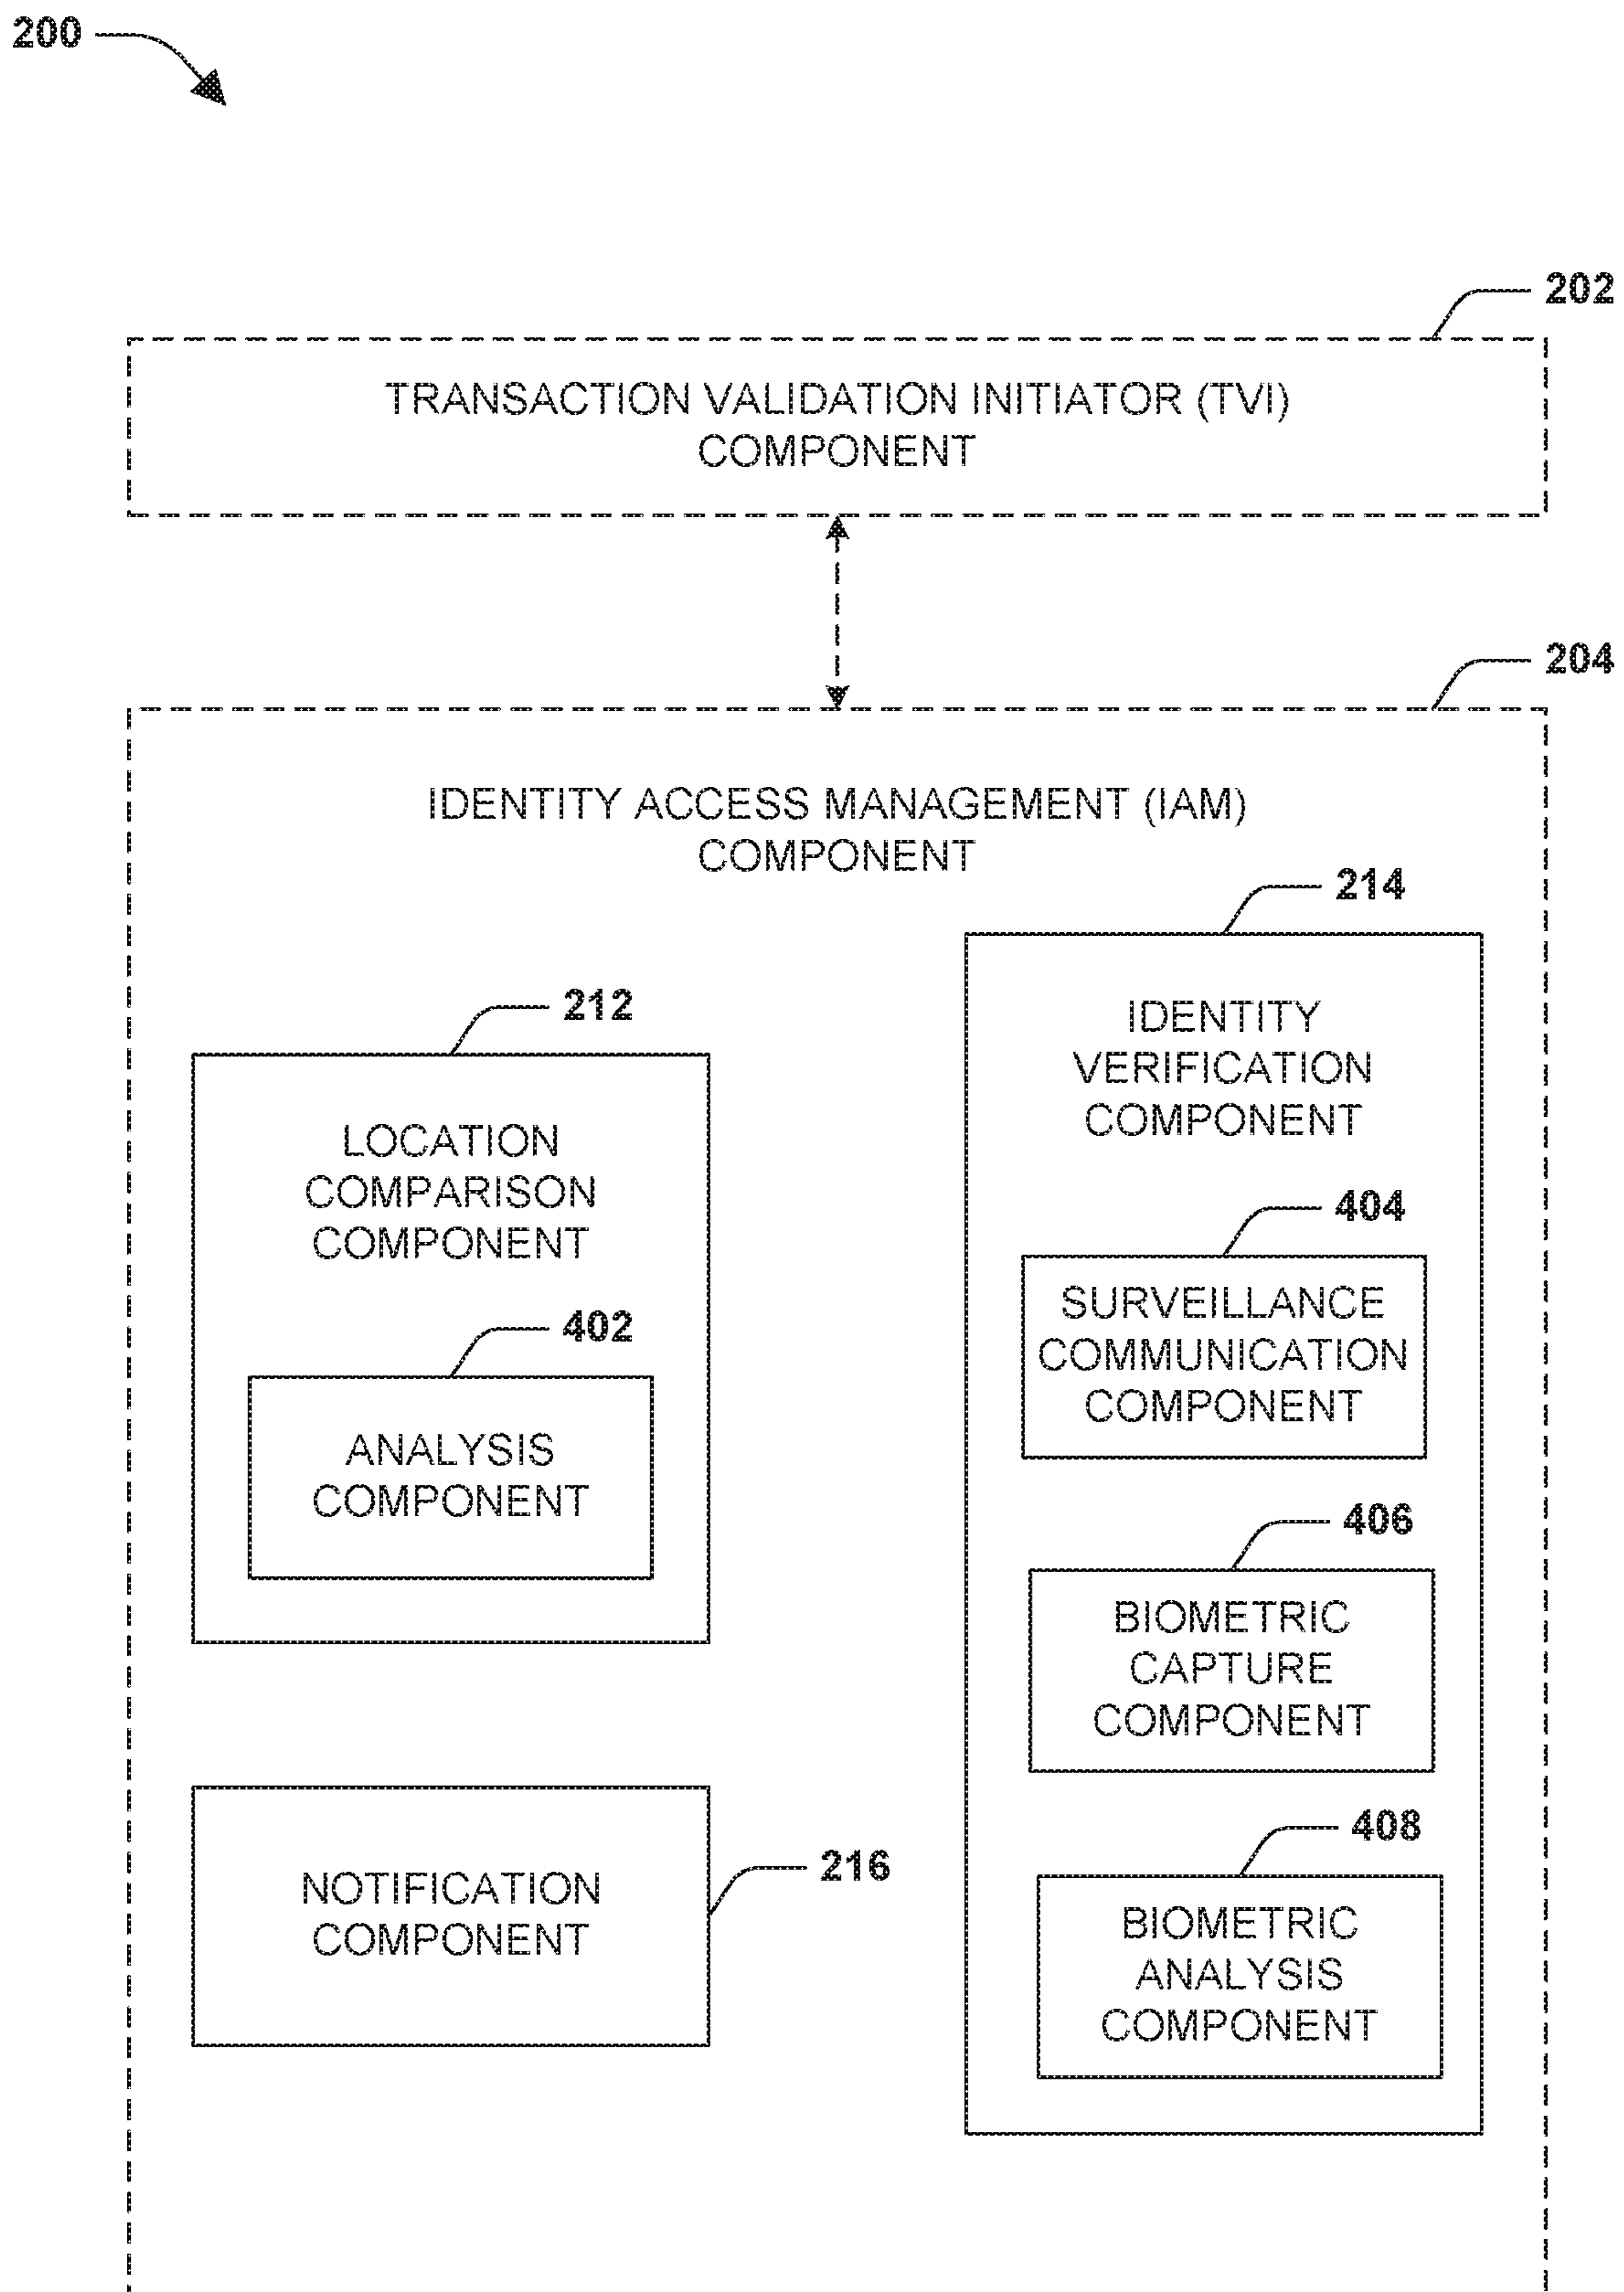 200
202
TRANSACTION VALIDATION INITIATOR (TVI)
COMPONENT
204
IDENTITY ACCESS MANAGEMENT (IAM)
COMPONENT
212
LOCATION
COMPARISON
COMPONENT
402
ANALYSIS
COMPONENT
NOTIFICATION
COMPONENT
216
214
IDENTITY
VERIFICATION
COMPONENT
404
SURVEILLANCE
COMMUNICATION
COMPONENT
406
BIOMETRIC
CAPTURE
COMPONENT
408
BIOMETRIC
ANALYSIS
COMPONENT